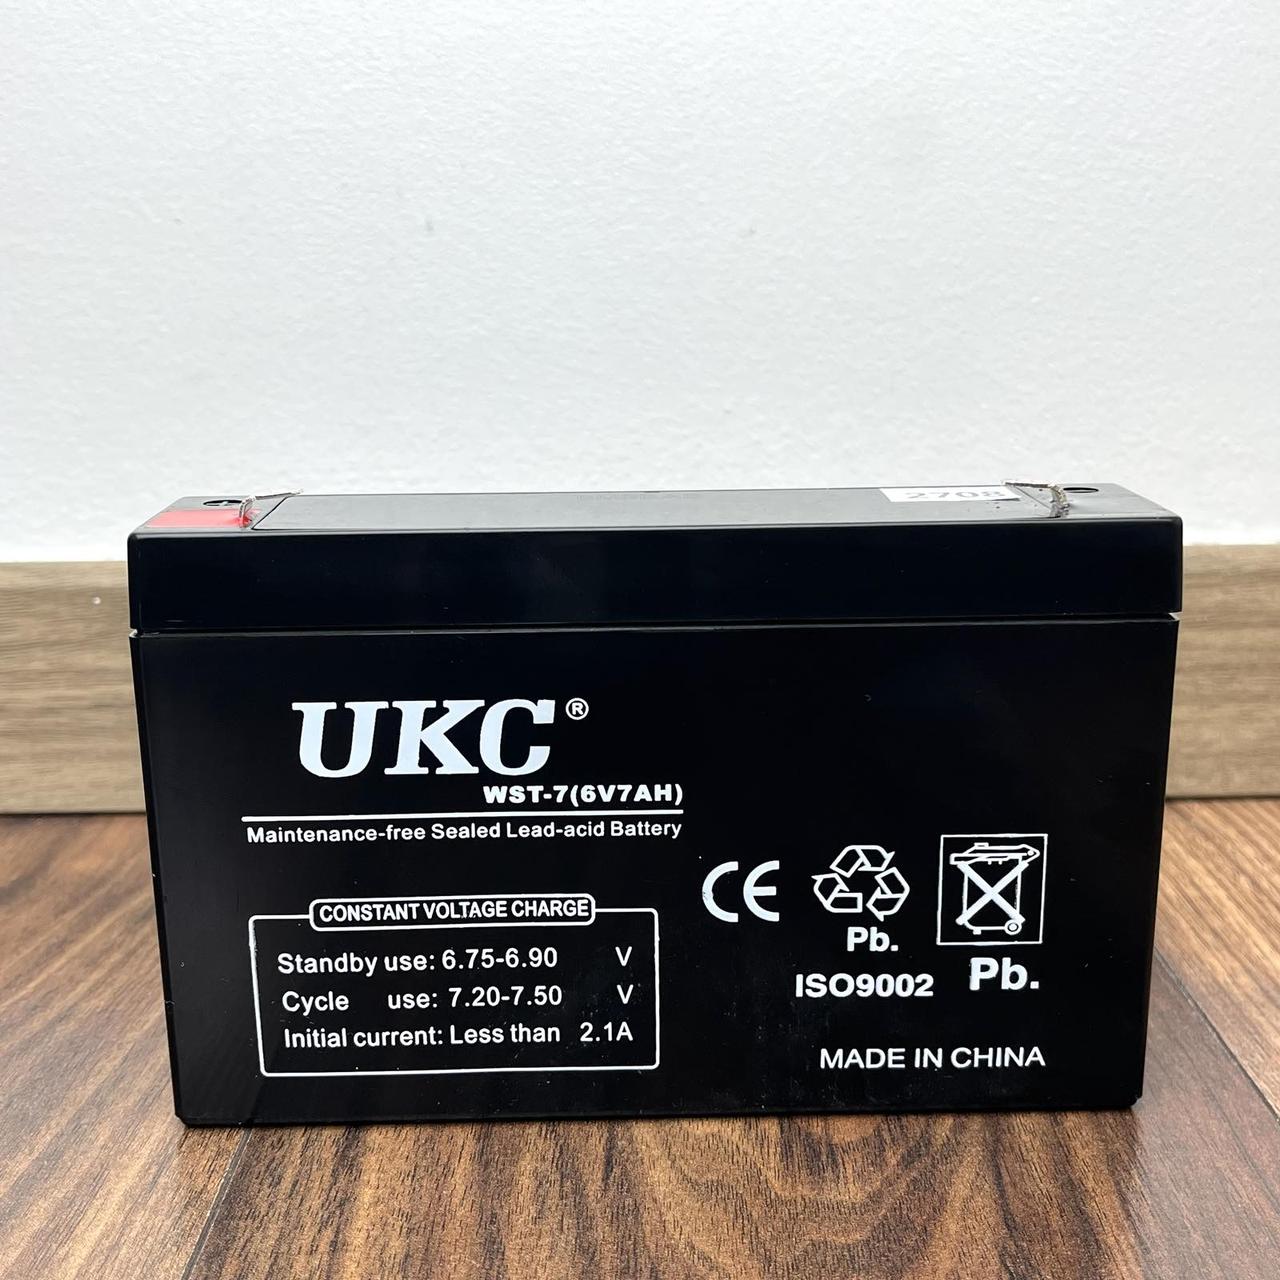 2708
UKC®
WST-7(6V7AH)
Maintenance-free Sealed Lead-acid Battery
CONSTANT VOLTAGE CHARGE
Standby use: 6.75-6.90 V
Cycle use: 7.20-7.50 V
Initial current: Less than 2.1A
CE
Pb.
ISO9002
Pb.
MADE IN CHINA